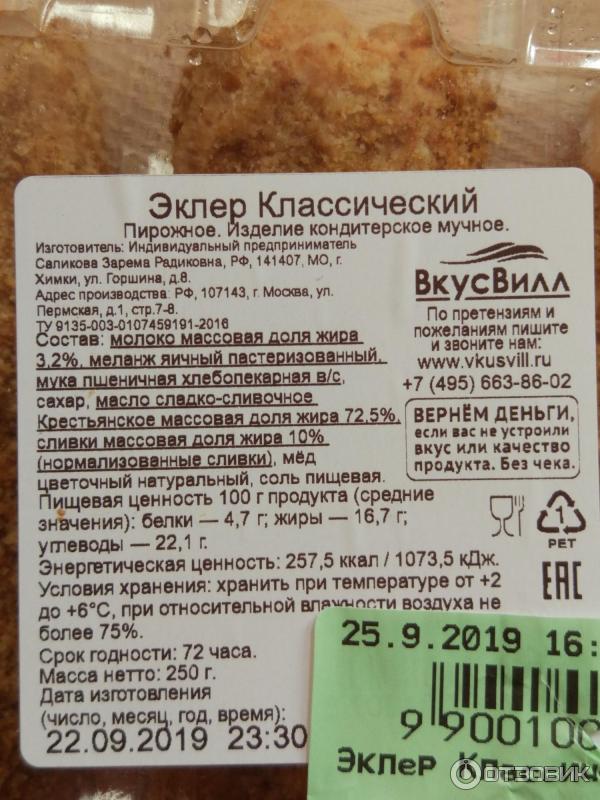 Эклер Классический
Пирожное. Изделие кондитерское мучное.
Изготовитель: Индивидуальный предприниматель
Саликова Зарема Радиковна, РФ, 141407, МО, г.
Химки, ул. Горшина, д.8.
Адрес производства: РФ, 107143, г. Москва, ул.
Пермская, д.1, стр.7-8.
ТУ 9135-003-0107459191-2016
Состав: молоко массовая доля жира
3,2%, меланж яичный пастеризованный,
мука пшеничная хлебопекарная в/с,
сахар, масло сладко-сливочное
Крестьянское массовая доля жира 72,5%,
сливки массовая доля жира 10%
(нормализованные сливки), мёд
цветочный натуральный, соль пищевая.
Пищевая ценность 100 г продукта (средние
значения): белки — 4,7 г; жиры — 16,7 г;
углеводы — 22,1 г.
Энергетическая ценность: 257,5 ккал / 1073,5 кДж.
Условия хранения: хранить при температуре от +2
до +6°С, при относительной влажности воздуха не
более 75%.
Срок годности: 72 часа.
Масса нетто: 250 г.
Дата изготовления
(число, месяц, год, время):
22.09.2019 23:30
ВкусВилл
По претензиям и
пожеланиям пишите
и звоните нам:
www.vkusvill.ru
+7 (495) 663-86-02
ВЕРНЁМ ДЕНЬГИ,
если вас не устроили
вкус или качество
продукта. Без чека.
1
PET
EAC
25.9.2019 16:
9 900100
Эклер
ОТЗОВИК